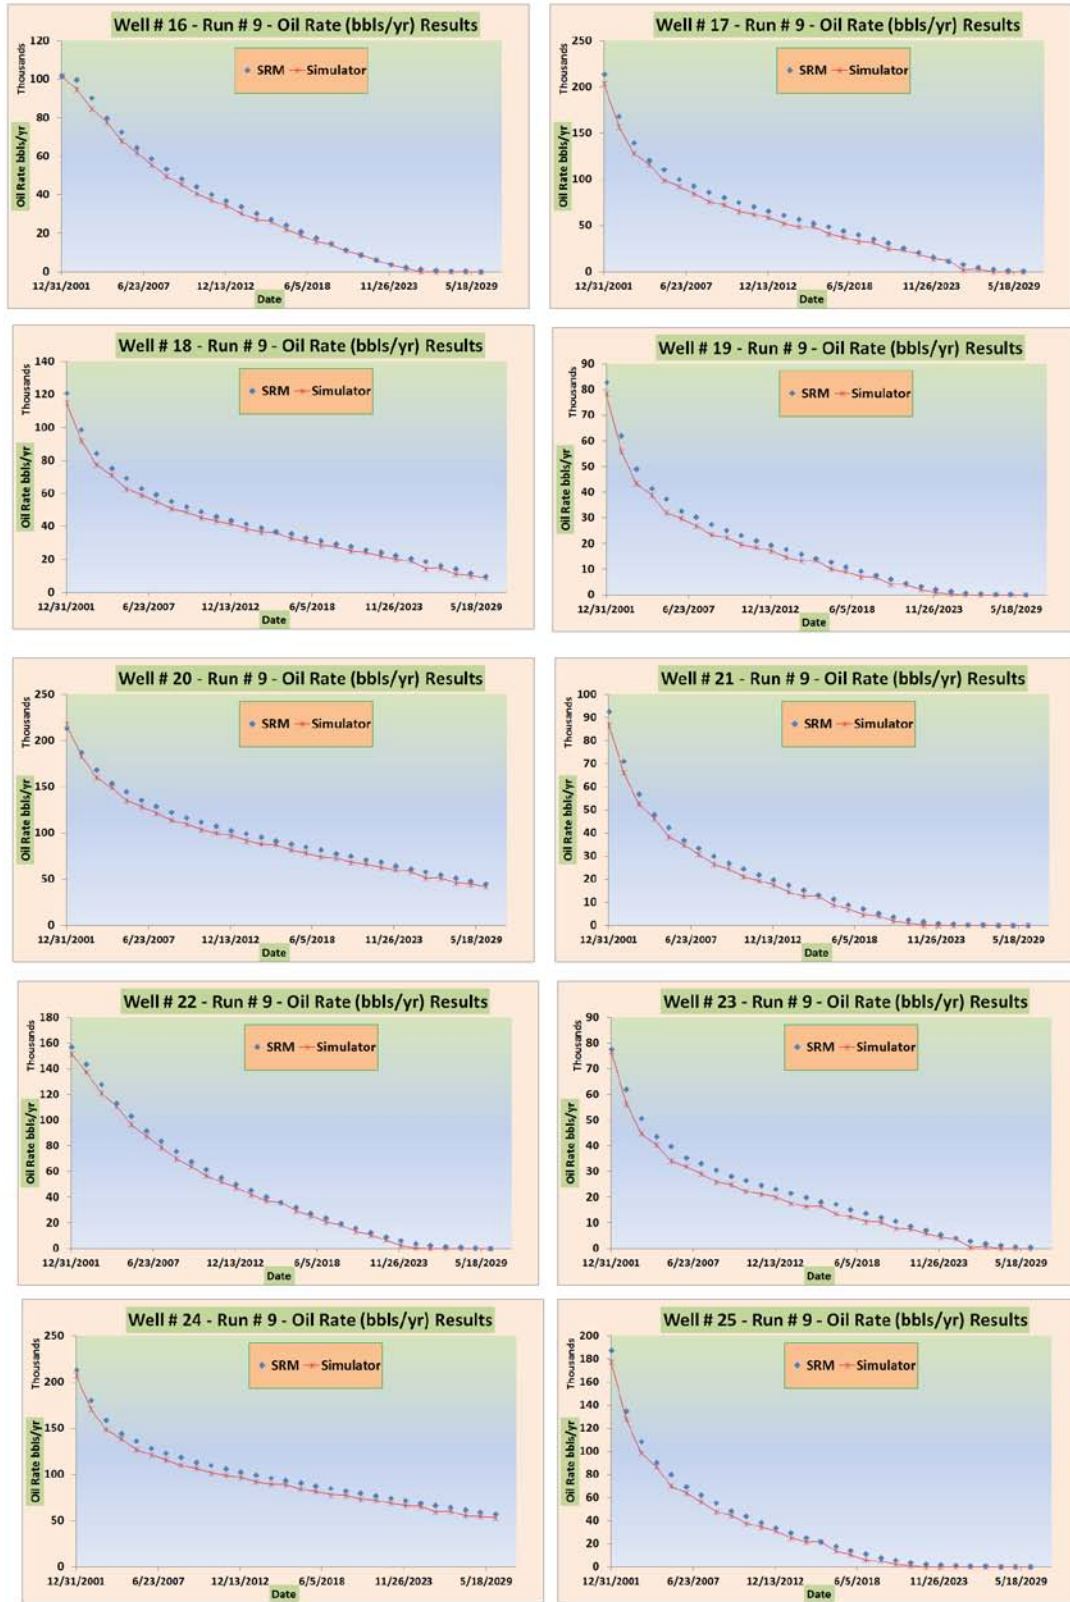 Well # 16 - Run # 9 - Oil Rate (bbls/yr) Results
Thousands
Oil Rate bbls/yr
120
100
80
60
40
20
0
SRM Simulator
12/31/2001 6/23/2007 12/13/2012 6/5/2018 11/26/2023 5/18/2029
Date
Well # 17 - Run # 9 - Oil Rate (bbls/yr) Results
Thousands
Oil Rate bbls/yr
250
200
150
100
50
0
SRM Simulator
12/31/2001 6/23/2007 12/13/2012 6/5/2018 11/26/2023 5/18/2029
Date
Well # 18 - Run # 9 - Oil Rate (bbls/yr) Results
Thousands
Oil Rate bbls/yr
140
120
100
80
60
40
20
0
SRM Simulator
12/31/2001 6/23/2007 12/13/2012 6/5/2018 11/26/2023 5/18/2029
Date
Well # 19 - Run # 9 - Oil Rate (bbls/yr) Results
Thousands
Oil Rate bbls/yr
90
80
70
60
50
40
30
20
10
0
SRM Simulator
12/31/2001 6/23/2007 12/13/2012 6/5/2018 11/26/2023 5/18/2029
Date
Well # 20 - Run # 9 - Oil Rate (bbls/yr) Results
Thousands
Oil Rate bbls/yr
250
200
150
100
50
0
SRM Simulator
12/31/2001 6/23/2007 12/13/2012 6/5/2018 11/26/2023 5/18/2029
Date
Well # 21 - Run # 9 - Oil Rate (bbls/yr) Results
Thousands
Oil Rate bbls/yr
100
90
80
70
60
50
40
30
20
10
0
SRM Simulator
12/31/2001 6/23/2007 12/13/2012 6/5/2018 11/26/2023 5/18/2029
Date
Well # 22 - Run # 9 - Oil Rate (bbls/yr) Results
Thousands
Oil Rate bbls/yr
180
160
140
120
100
80
60
40
20
0
SRM Simulator
12/31/2001 6/23/2007 12/13/2012 6/5/2018 11/26/2023 5/18/2029
Date
Well # 23 - Run # 9 - Oil Rate (bbls/yr) Results
Thousands
Oil Rate bbls/yr
90
80
70
60
50
40
30
20
10
0
SRM Simulator
12/31/2001 6/23/2007 12/13/2012 6/5/2018 11/26/2023 5/18/2029
Date
Well # 24 - Run # 9 - Oil Rate (bbls/yr) Results
Thousands
Oil Rate bbls/yr
250
200
150
100
50
0
SRM Simulator
12/31/2001 6/23/2007 12/13/2012 6/5/2018 11/26/2023 5/18/2029
Date
Well # 25 - Run # 9 - Oil Rate (bbls/yr) Results
Thousands
Oil Rate bbls/yr
200
180
160
140
120
100
80
60
40
20
0
SRM Simulator
12/31/2001 6/23/2007 12/13/2012 6/5/2018 11/26/2023 5/18/2029
Date